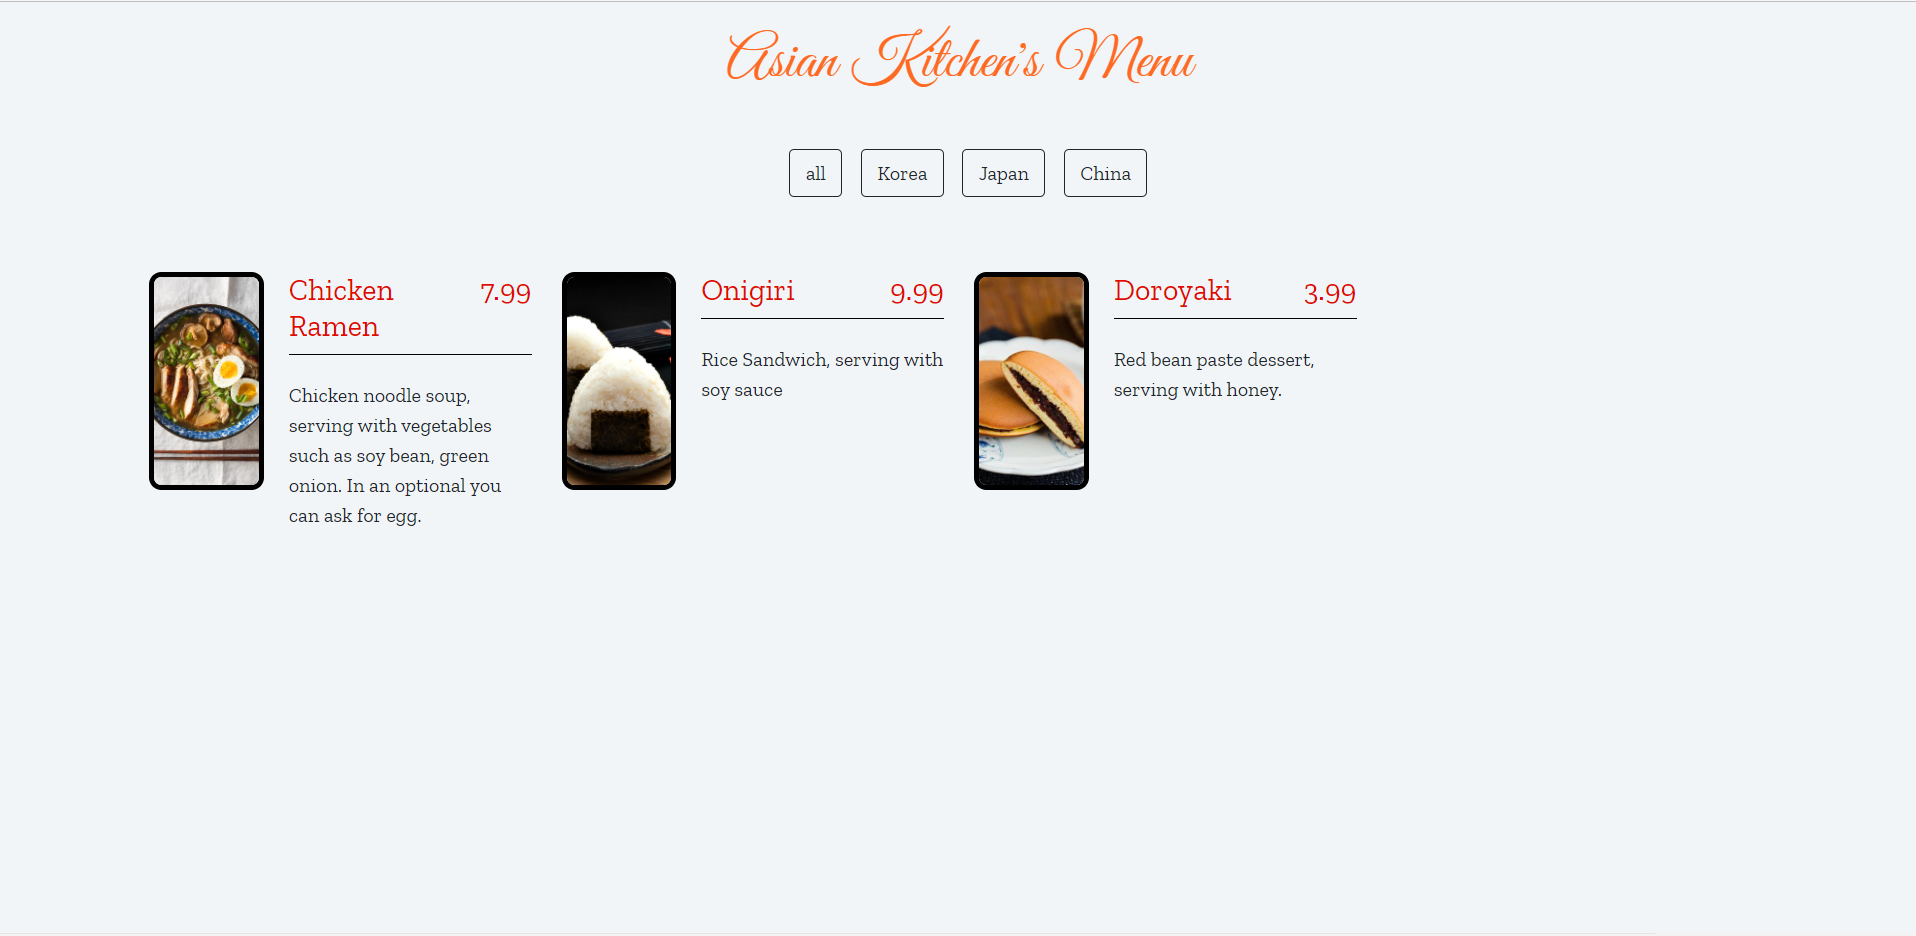 Asian Kitchen's Menu
all
Korea
Japan
China
Chicken
Ramen
7.99
Chicken noodle soup,
serving with vegetables
such as soy bean, green
onion. In an optional you
can ask for egg.
Onigiri
9.99
Rice Sandwich, serving with
soy sauce
Doroyaki
3.99
Red bean paste dessert,
serving with honey.